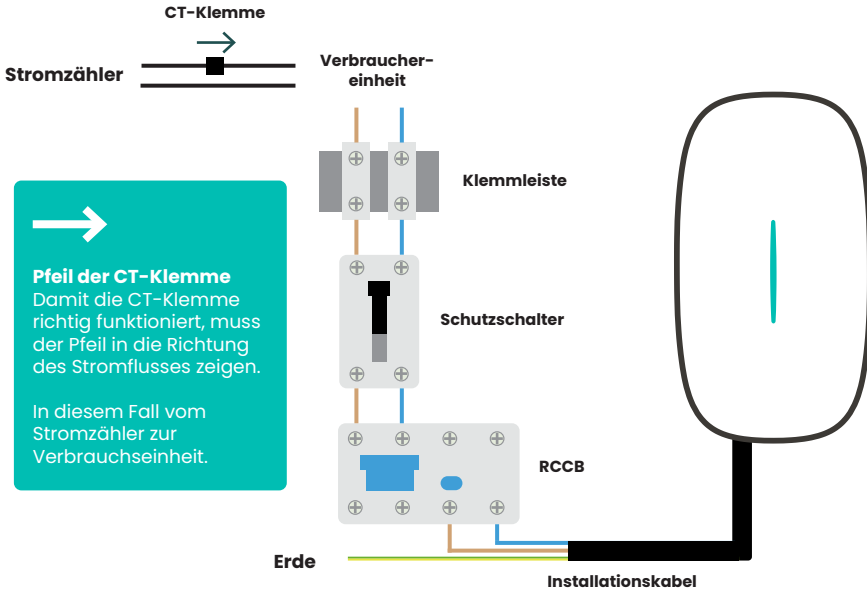 CT-Klemme
Stromzähler
Verbraucher-
einheit
Klemmleiste
Pfeil der CT-Klemme
Damit die CT-Klemme
richtig funktioniert, muss
der Pfeil in die Richtung
des Stromflusses zeigen.
In diesem Fall vom
Stromzähler zur
Verbrauchseinheit.
Schutzschalter
RCCB
Erde
Installationskabel